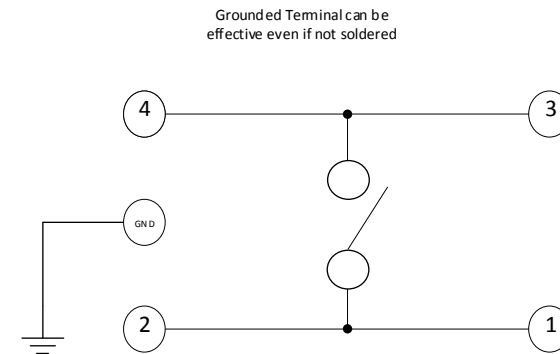 Grounded Terminal can be
effective even if not soldered
4
3
GND
2
1